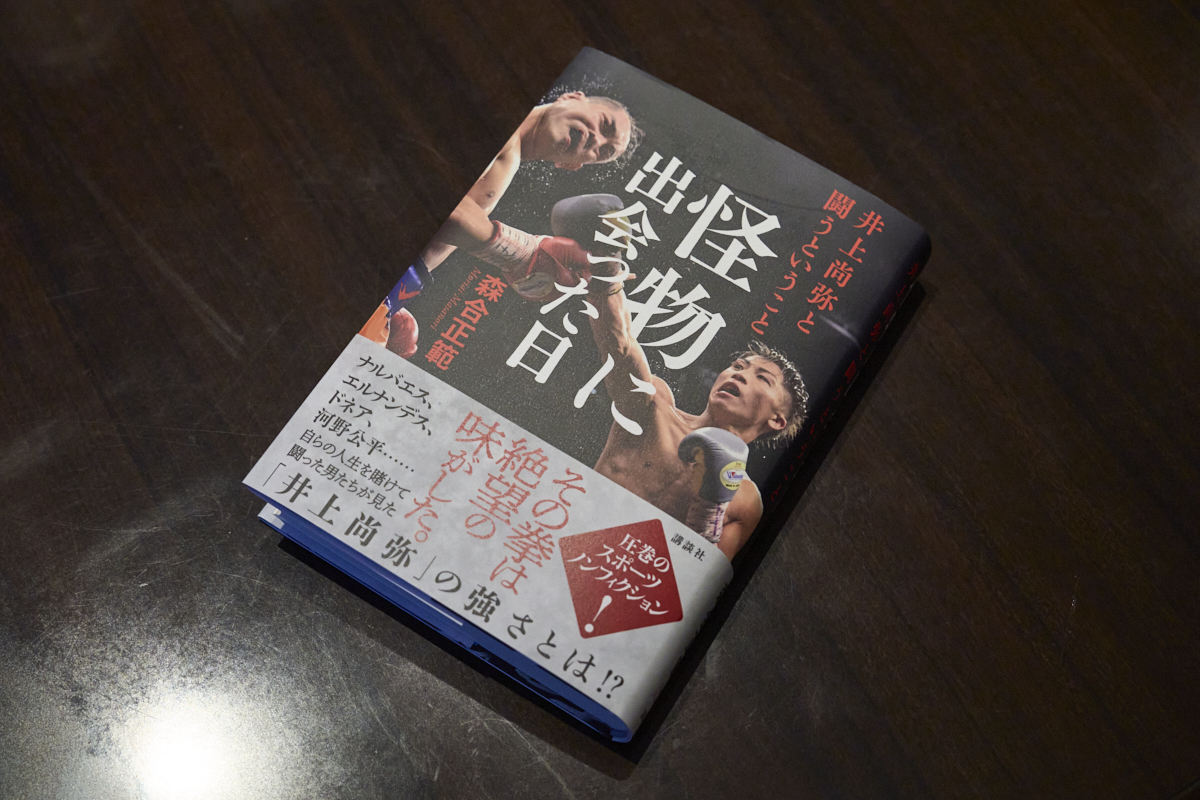 井上尚弥と
闘うということ
怪物に
出会った日
森合正範
Moriai Masanori
その拳は
絶望の
味がした。
ナルバエス、
エルナンデス、
ドネア、
河野公平……
自らの人生を賭けて
闘った男たちが見た
「井上尚弥」の強さとは!?
圧巻の
スポーツ
ノンフィクション
!
講談社